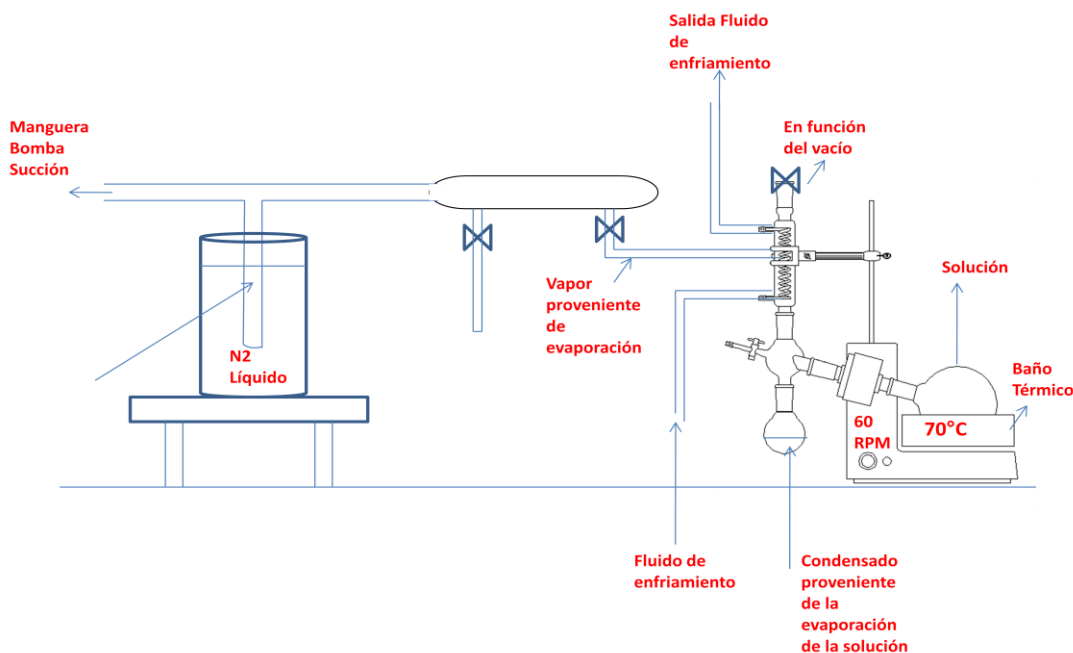 Salida Fluido
de
enfriamiento
Manguera
Bomba
Succión
En función
del vacío
Solución
Vapor
proveniente
de
evaporación
N2
Líquido
Baño
Térmico
60
RPM
70°C
Fluido de
enfriamiento
Condensado
proveniente
de la
evaporación
de la solución